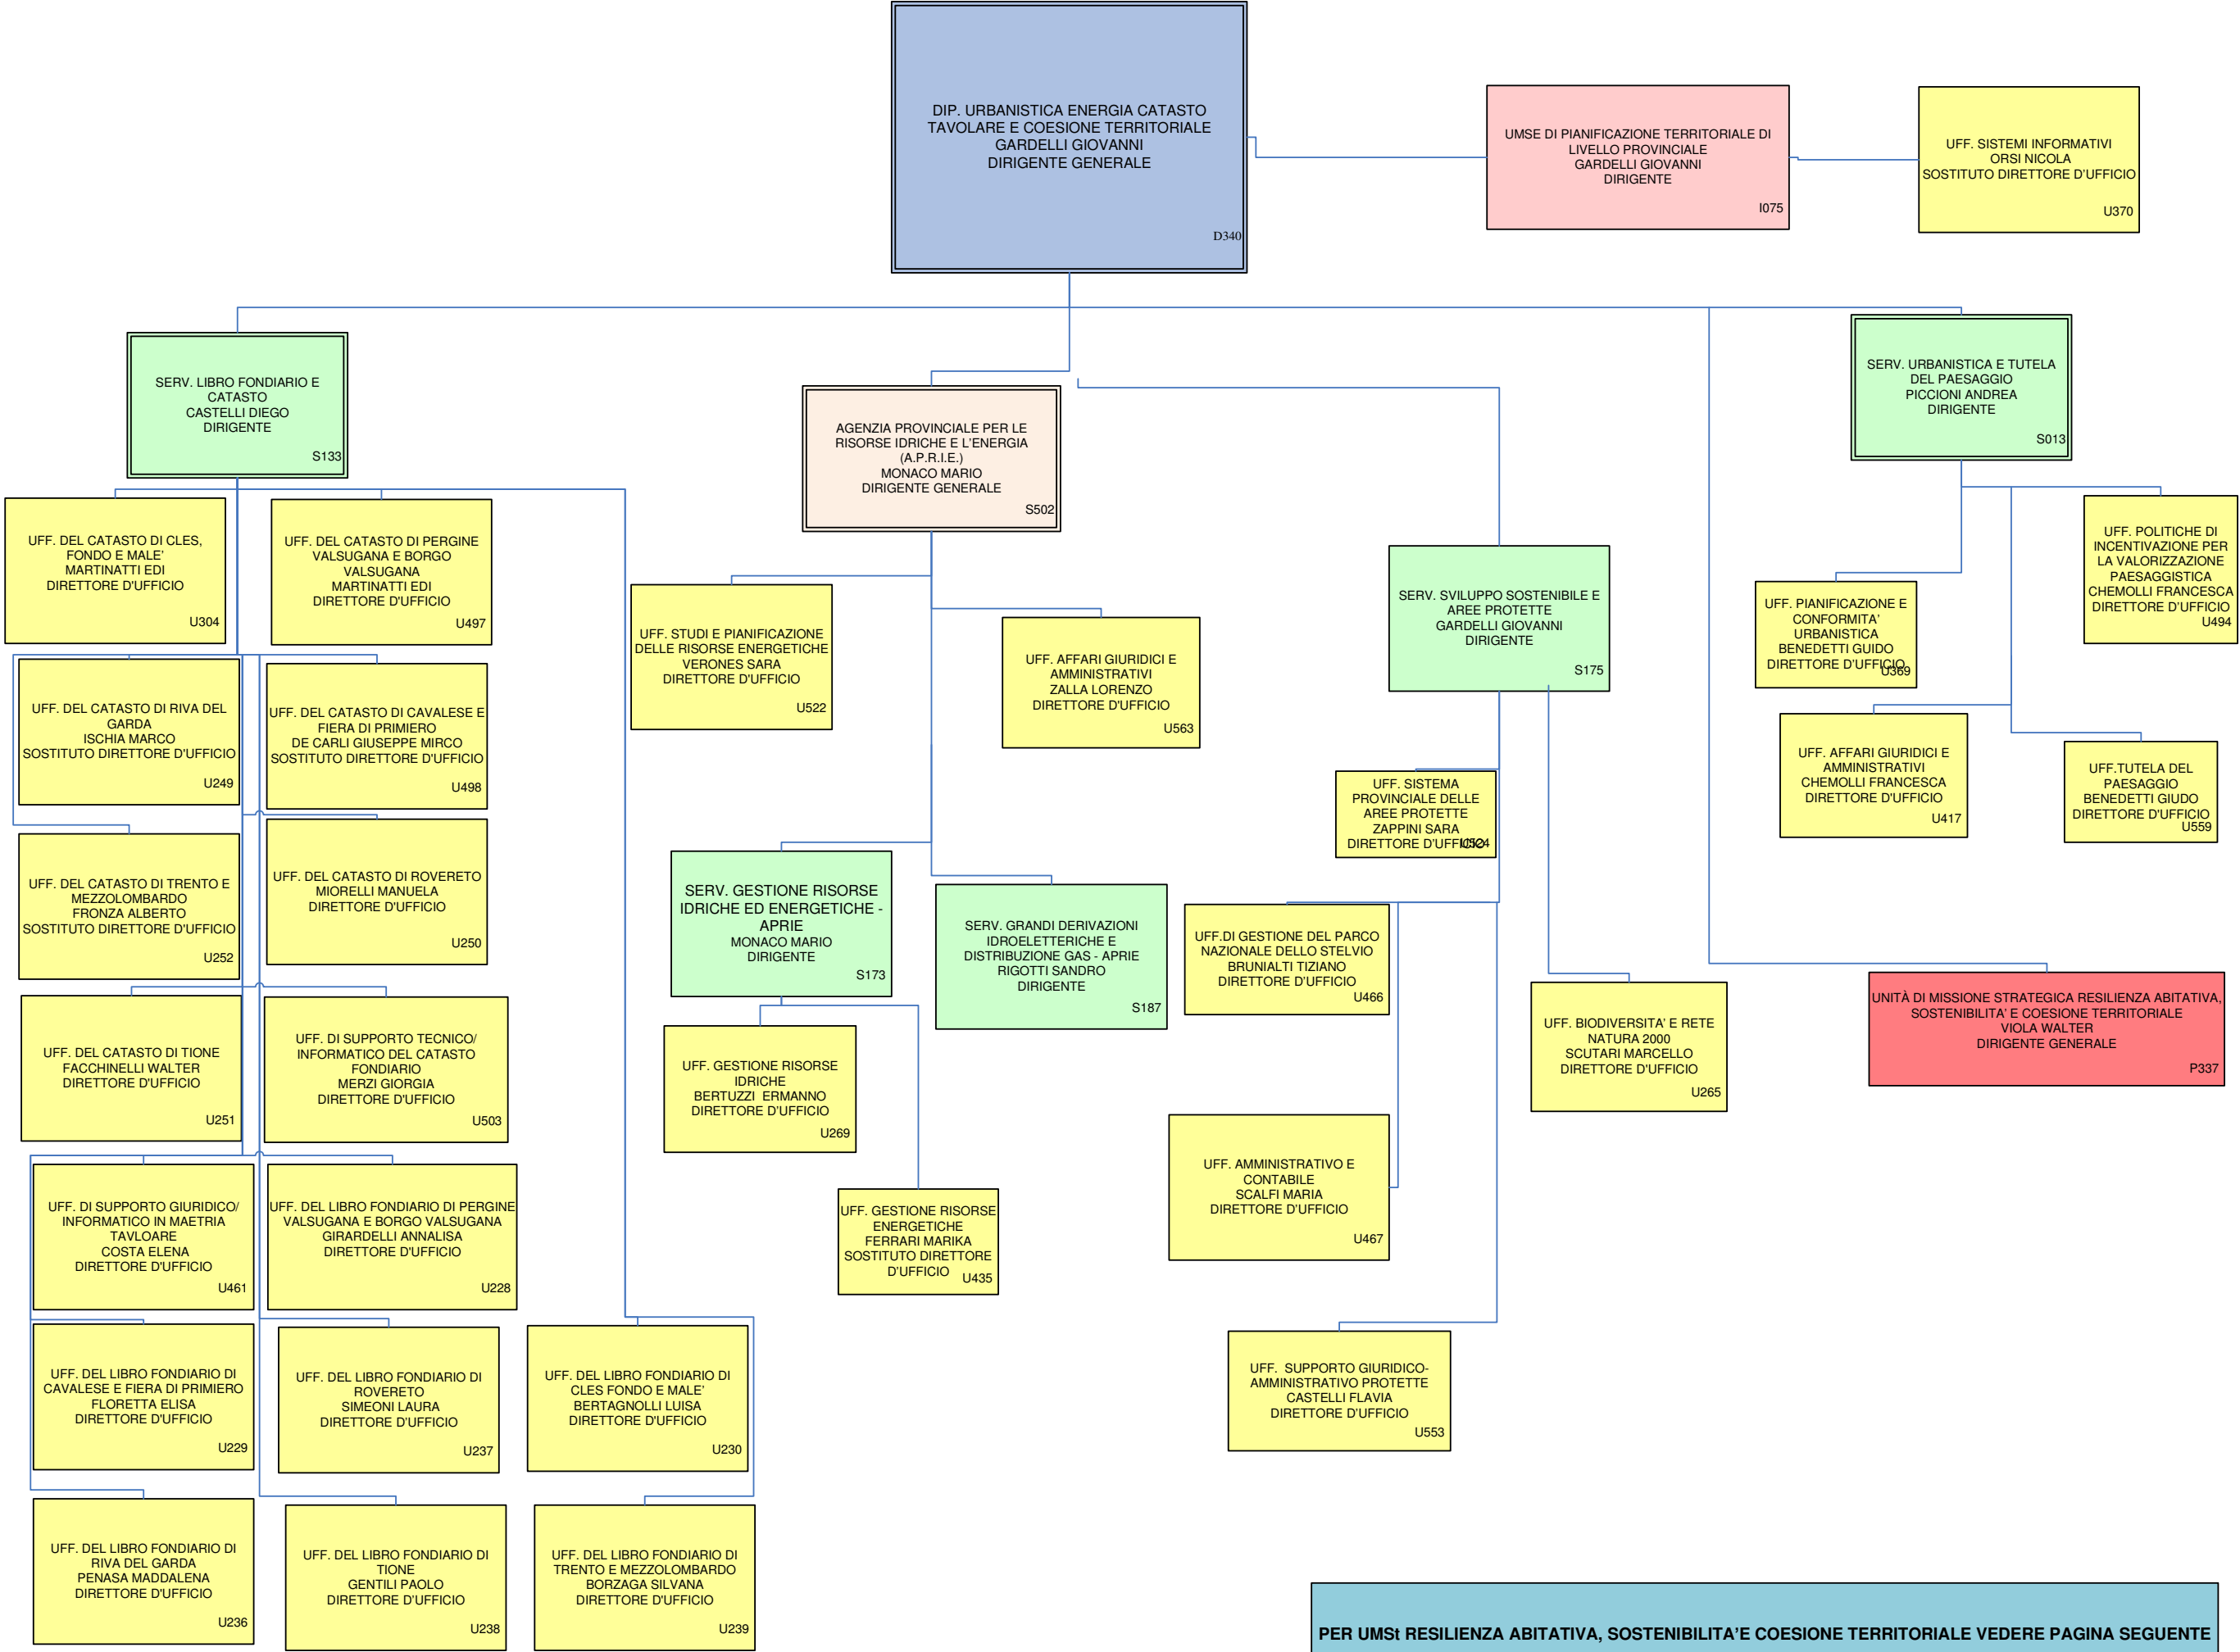 DIP. URBANISTICA ENERGIA CATASTO
TAVOLARE E COESIONE TERRITORIALE
GARDELLI GIOVANNI
DIRIGENTE GENERALE
D340
UMSE DI PIANIFICAZIONE TERRITORIALE DI
LIVELLO PROVINCIALE
GARDELLI GIOVANNI
DIRIGENTE
I075
UFF. SISTEMI INFORMATIVI
ORSI NICOLA
SOSTITUTO DIRETTORE D'UFFICIO
U370
SERV. LIBRO FONDIARIO E
CATASTO
CASTELLI DIEGO
DIRIGENTE
S133
AGENZIA PROVINCIALE PER LE
RISORSE IDRICHE E L'ENERGIA
(A.P.R.I.E.)
MONACO MARIO
DIRIGENTE GENERALE
S502
SERV. URBANISTICA E TUTELA
DEL PAESAGGIO
PICCIONI ANDREA
DIRIGENTE
S013
UFF. DEL CATASTO DI CLES,
FONDO E MALE'
MARTINATTI EDI
DIRETTORE D'UFFICIO
U304
UFF. DEL CATASTO DI PERGINE
VALSUGANA E BORGO
VALSUGANA
MARTINATTI EDI
DIRETTORE D'UFFICIO
U497
UFF. STUDI E PIANIFICAZIONE
DELLE RISORSE ENERGETICHE
VERONES SARA
DIRETTORE D'UFFICIO
U522
UFF. AFFARI GIURIDICI E
AMMINISTRATIVI
ZALLA LORENZO
DIRETTORE D'UFFICIO
U563
SERV. SVILUPPO SOSTENIBILE E
AREE PROTETTE
GARDELLI GIOVANNI
DIRIGENTE
S175
UFF. PIANIFICAZIONE E
CONFORMITA'
URBANISTICA
BENEDETTI GUIDO
DIRETTORE D'UFFICIO
U369
UFF. POLITICHE DI
INCENTIVAZIONE PER
LA VALORIZZAZIONE
PAESAGGISTICA
CHEMOLLI FRANCESCA
DIRETTORE D'UFFICIO
U494
UFF. DEL CATASTO DI RIVA DEL
GARDA
ISCHIA MARCO
SOSTITUTO DIRETTORE D'UFFICIO
U249
UFF. DEL CATASTO DI CAVALESE E
FIERA DI PRIMIERO
DE CARLI GIUSEPPE MIRCO
SOSTITUTO DIRETTORE D'UFFICIO
U498
UFF. SISTEMA
PROVINCIALE DELLE
AREE PROTETTE
ZAPPINI SARA
DIRETTORE D'UFFICIO
U524
UFF. AFFARI GIURIDICI E
AMMINISTRATIVI
CHEMOLLI FRANCESCA
DIRETTORE D'UFFICIO
U417
UFF.TUTELA DEL
PAESAGGIO
BENEDETTI GIUDO
DIRETTORE D'UFFICIO
U559
UFF. DEL CATASTO DI TRENTO E
MEZZOLOMBARDO
FRONZA ALBERTO
SOSTITUTO DIRETTORE D'UFFICIO
U252
UFF. DEL CATASTO DI ROVERETO
MIORELLI MANUELA
DIRETTORE D'UFFICIO
U250
SERV. GESTIONE RISORSE
IDRICHE ED ENERGETICHE -
APRIE
MONACO MARIO
DIRIGENTE
S173
SERV. GRANDI DERIVAZIONI
IDROELETTERICHE E
DISTRIBUZIONE GAS - APRIE
RIGOTTI SANDRO
DIRIGENTE
S187
UFF.DI GESTIONE DEL PARCO
NAZIONALE DELLO STELVIO
BRUNIALTI TIZIANO
DIRETTORE D'UFFICIO
U466
UFF. BIODIVERSITA' E RETE
NATURA 2000
SCUTARI MARCELLO
DIRETTORE D'UFFICIO
U265
UNITÀ DI MISSIONE STRATEGICA RESILIENZA ABITATIVA,
SOSTENIBILITA' E COESIONE TERRITORIALE
VIOLA WALTER
DIRIGENTE GENERALE
P337
UFF. DEL CATASTO DI TIONE
FACCHINELLI WALTER
DIRETTORE D'UFFICIO
U251
UFF. DI SUPPORTO TECNICO/
INFORMATICO DEL CATASTO
FONDIARIO
MERZI GIORGIA
DIRETTORE D'UFFICIO
U503
UFF. GESTIONE RISORSE
IDRICHE
BERTUZZI  ERMANNO
DIRETTORE D'UFFICIO
U269
UFF. AMMINISTRATIVO E
CONTABILE
SCALFI MARIA
DIRETTORE D'UFFICIO
U467
UFF. DI SUPPORTO GIURIDICO/
INFORMATICO IN MAETRIA
TAVLOARE
COSTA ELENA
DIRETTORE D'UFFICIO
U461
UFF. DEL LIBRO FONDIARIO DI PERGINE
VALSUGANA E BORGO VALSUGANA
GIRARDELLI ANNALISA
DIRETTORE D'UFFICIO
U228
UFF. GESTIONE RISORSE
ENERGETICHE
FERRARI MARIKA
SOSTITUTO DIRETTORE
D'UFFICIO
U435
UFF. DEL LIBRO FONDIARIO DI
CAVALESE E FIERA DI PRIMIERO
FLORETTA ELISA
DIRETTORE D'UFFICIO
U229
UFF. DEL LIBRO FONDIARIO DI
ROVERETO
SIMEONI LAURA
DIRETTORE D'UFFICIO
U237
UFF. DEL LIBRO FONDIARIO DI
CLES FONDO E MALE'
BERTAGNOLLI LUISA
DIRETTORE D'UFFICIO
U230
UFF.  SUPPORTO GIURIDICO-
AMMINISTRATIVO PROTETTE
CASTELLI FLAVIA
DIRETTORE D'UFFICIO
U553
UFF. DEL LIBRO FONDIARIO DI
RIVA DEL GARDA
PENASA MADDALENA
DIRETTORE D'UFFICIO
U236
UFF. DEL LIBRO FONDIARIO DI
TIONE
GENTILI PAOLO
DIRETTORE D'UFFICIO
U238
UFF. DEL LIBRO FONDIARIO DI
TRENTO E MEZZOLOMBARDO
BORZAGA SILVANA
DIRETTORE D'UFFICIO
U239
PER UMSt RESILIENZA ABITATIVA, SOSTENIBILITA'E COESIONE TERRITORIALE VEDERE PAGINA SEGUENTE